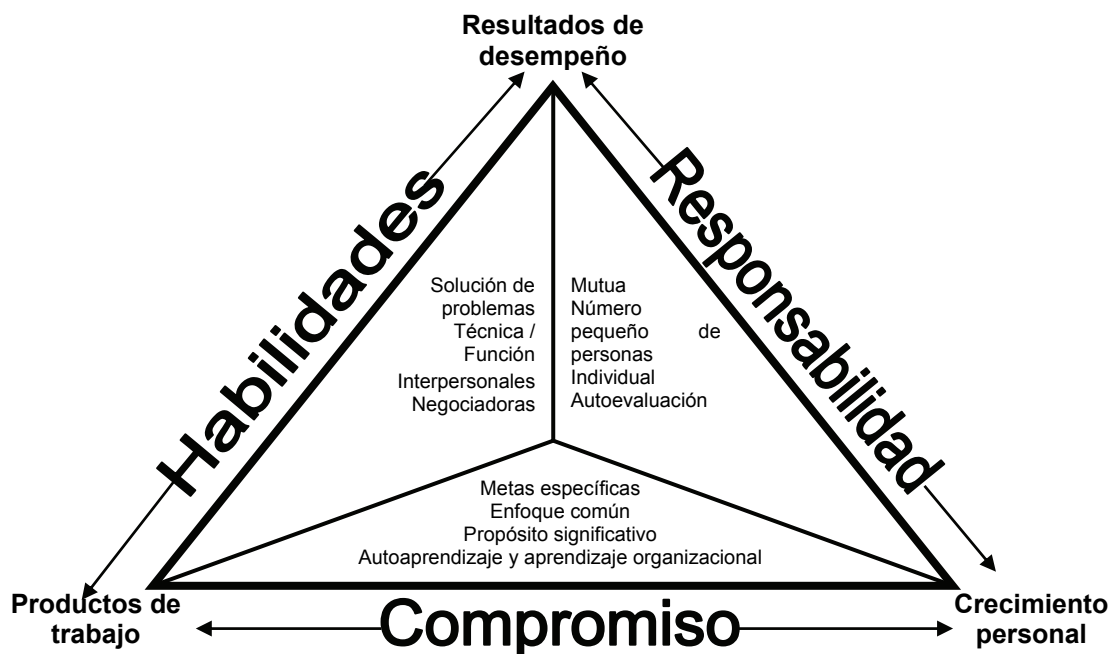 Resultados de
desempeño
Habilidades
Responsabilidad
Solución de
problemas
Técnica /
Función
Interpersonales
Negociadoras
Mutua
Número
pequeño de
personas
Individual
Autoevaluación
Metas específicas
Enfoque común
Propósito significativo
Autoaprendizaje y aprendizaje organizacional
Productos de
trabajo
Compromiso
Crecimiento
personal